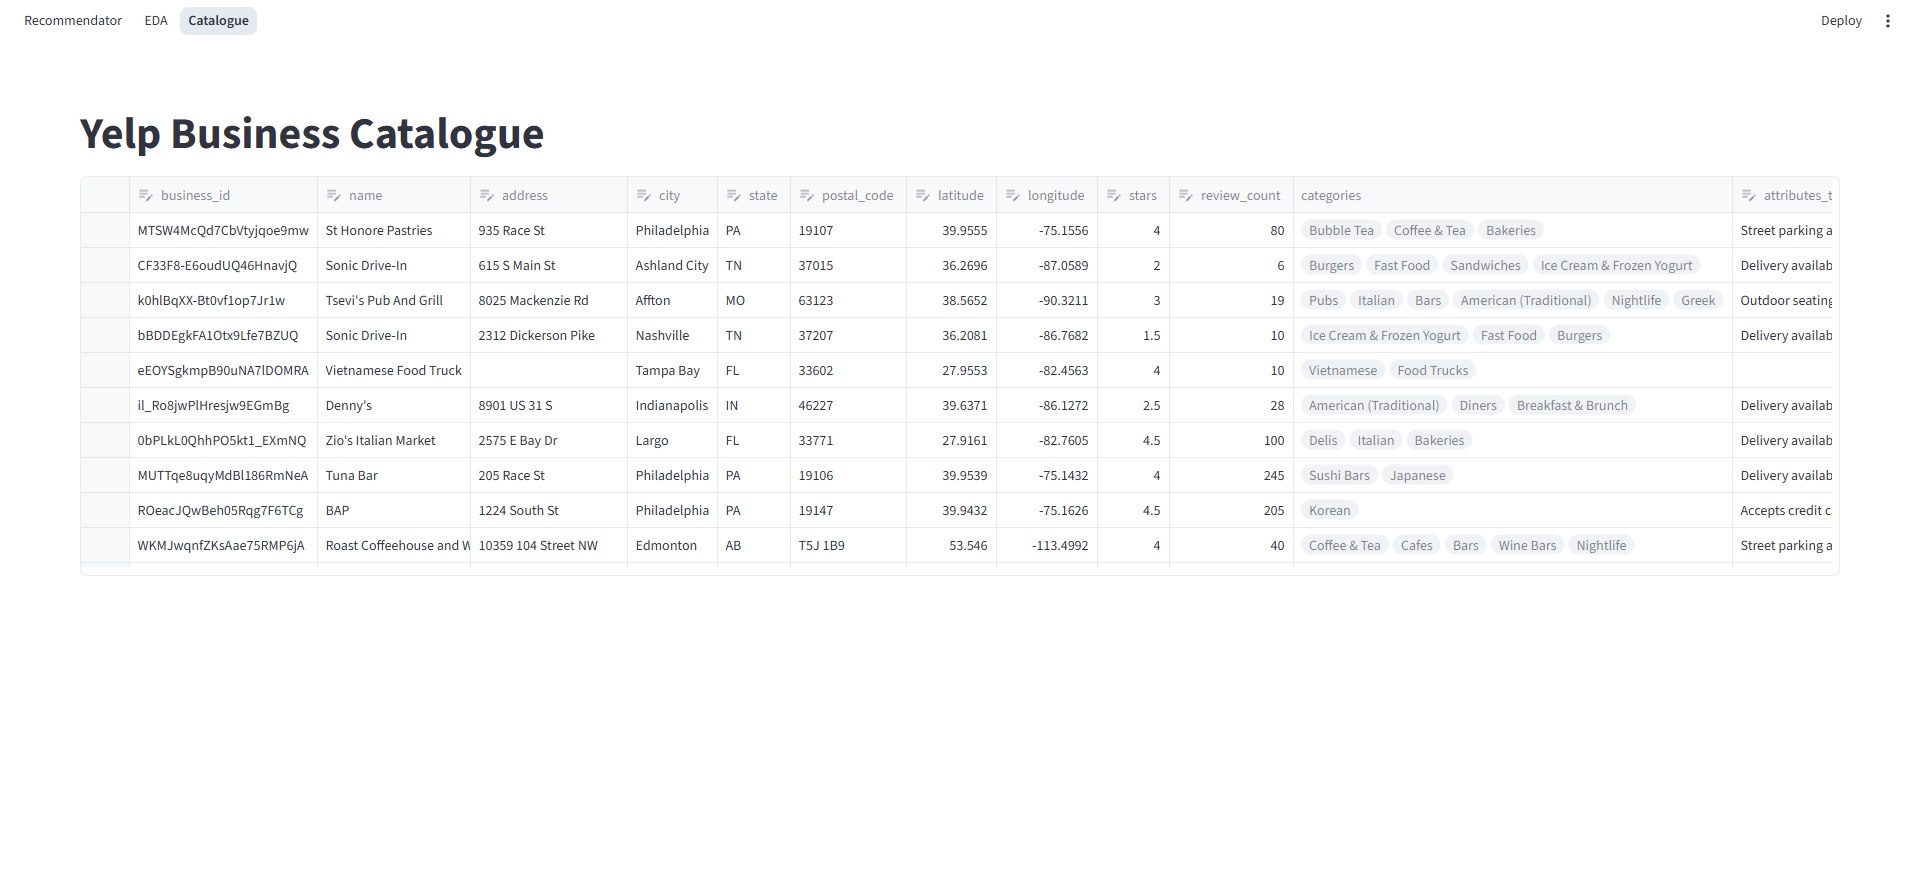 Recommendator EDA Catalogue Deploy
Yelp Business Catalogue
business_id name address city state postal_code latitude longitude stars review_count categories attributes_t
MTSW4McQd7CbVtyjqoe9mw St Honore Pastries 935 Race St Philadelphia PA 19107 39.9555 -75.1556 4 80 Bubble Tea Coffee & Tea Bakeries Street parking a
CF33F8-E6oudUQ46HnavjQ Sonic Drive-In 615 S Main St Ashland City TN 37015 36.2696 -87.0589 2 6 Burgers Fast Food Sandwiches Ice Cream & Frozen Yogurt Delivery availab
k0hlBqXX-Bt0vf1op7Jr1w Tsevi's Pub And Grill 8025 Mackenzie Rd Affton MO 63123 38.5652 -90.3211 3 19 Pubs Italian Bars American (Traditional) Nightlife Greek Outdoor seating
bBDDEgkFA1Otx9Lfe7BZUQ Sonic Drive-In 2312 Dickerson Pike Nashville TN 37207 36.2081 -86.7682 1.5 10 Ice Cream & Frozen Yogurt Fast Food Burgers Delivery availab
eEOYSgkmpB90uNA7lDOMRA Vietnamese Food Truck Tampa Bay FL 33602 27.9553 -82.4563 4 10 Vietnamese Food Trucks
il_Ro8jwPlHresjw9EGmBg Denny's 8901 US 31 S Indianapolis IN 46227 39.6371 -86.1272 2.5 28 American (Traditional) Diners Breakfast & Brunch Delivery availab
0bPLkL0QhhPO5kt1_EXmNQ Zio's Italian Market 2575 E Bay Dr Largo FL 33771 27.9161 -82.7605 4.5 100 Delis Italian Bakeries Delivery availab
MUTTqe8uqyMdBl186RmNeA Tuna Bar 205 Race St Philadelphia PA 19106 39.9539 -75.1432 4 245 Sushi Bars Japanese Delivery availab
ROeacJQwBeh05Rqg7F6TCg BAP 1224 South St Philadelphia PA 19147 39.9432 -75.1626 4.5 205 Korean Accepts credit c
WKMJwqnfZKsAae75RMP6jA Roast Coffeehouse and W 10359 104 Street NW Edmonton AB T5J 1B9 53.546 -113.4992 4 40 Coffee & Tea Cafes Bars Wine Bars Nightlife Street parking a